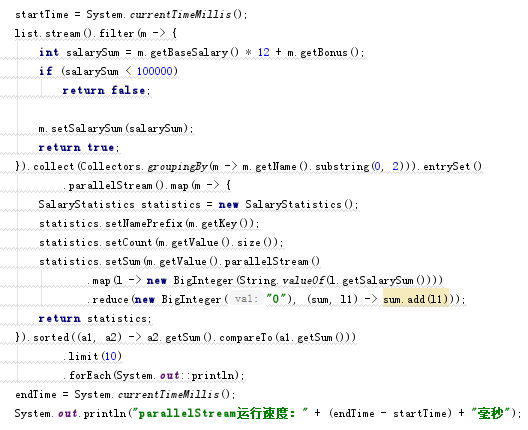 startTime = System.currentTimeMillis();
list.stream().filter(m -> {
    int salarySum = m.getBaseSalary() * 12 + m.getBonus();
    if (salarySum < 100000)
        return false;

    m.setSalarySum(salarySum);
    return true;
}).collect(Collectors.groupingBy(m -> m.getName().substring(0, 2))).entrySet()
        .parallelStream().map(m -> {
    SalaryStatistics statistics = new SalaryStatistics();
    statistics.setNamePrefix(m.getKey());
    statistics.setCount(m.getValue().size());
    statistics.setSum(m.getValue().parallelStream()
            .map(l -> new BigInteger(String.valueOf(l.getSalarySum())))
            .reduce(new BigInteger( val: "0"), (sum, l1) -> sum.add(l1)));
    return statistics;
}).sorted((a1, a2) -> a2.getSum().compareTo(a1.getSum()))
        .limit(10)
        .forEach(System.out::println);
endTime = System.currentTimeMillis();
System.out.println("parallelStream运行速度：" + (endTime - startTime) + "毫秒");